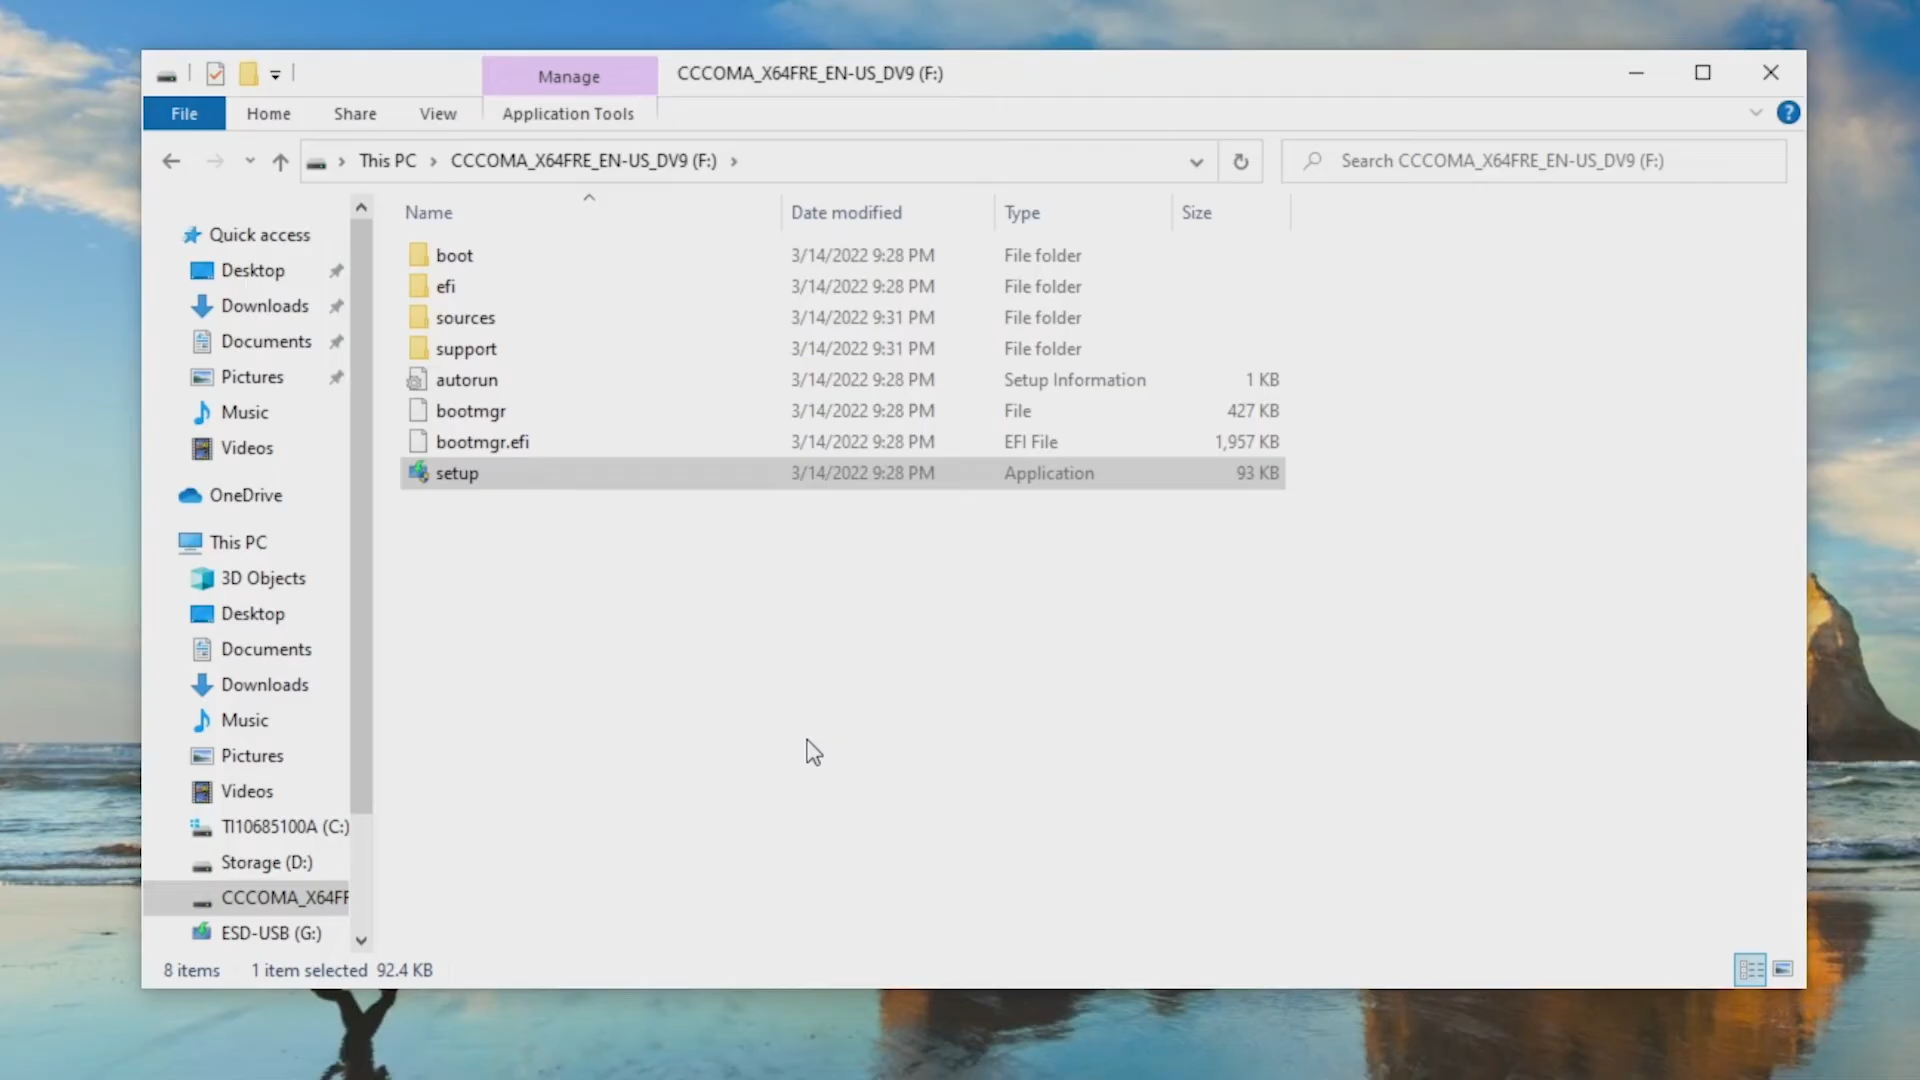 Manage
CCCOMA_X64FRE_EN-US_DV9 (F:)
File
Home
Share
View
Application Tools
?
This PC
CCCOMA_X64FRE_EN-US_DV9 (F:)
Search CCCOMA_X64FRE_EN-US_DV9 (F:)
Name
Date modified
Type
Size
boot 3/14/2022 9:28 PM File folder
efi 3/14/2022 9:28 PM File folder
sources 3/14/2022 9:31 PM File folder
support 3/14/2022 9:31 PM File folder
autorun 3/14/2022 9:28 PM Setup Information 1 KB
bootmgr 3/14/2022 9:28 PM File 427 KB
bootmgr.efi 3/14/2022 9:28 PM EFI File 1,957 KB
setup 3/14/2022 9:28 PM Application 93 KB
Quick access
Desktop
Downloads
Documents
Pictures
Music
Videos
OneDrive
This PC
3D Objects
Desktop
Documents
Downloads
Music
Pictures
Videos
TI10685100A (C:)
Storage (D:)
CCCOMA_X64FF
ESD-USB (G:)
8 items 1 item selected 92.4 KB